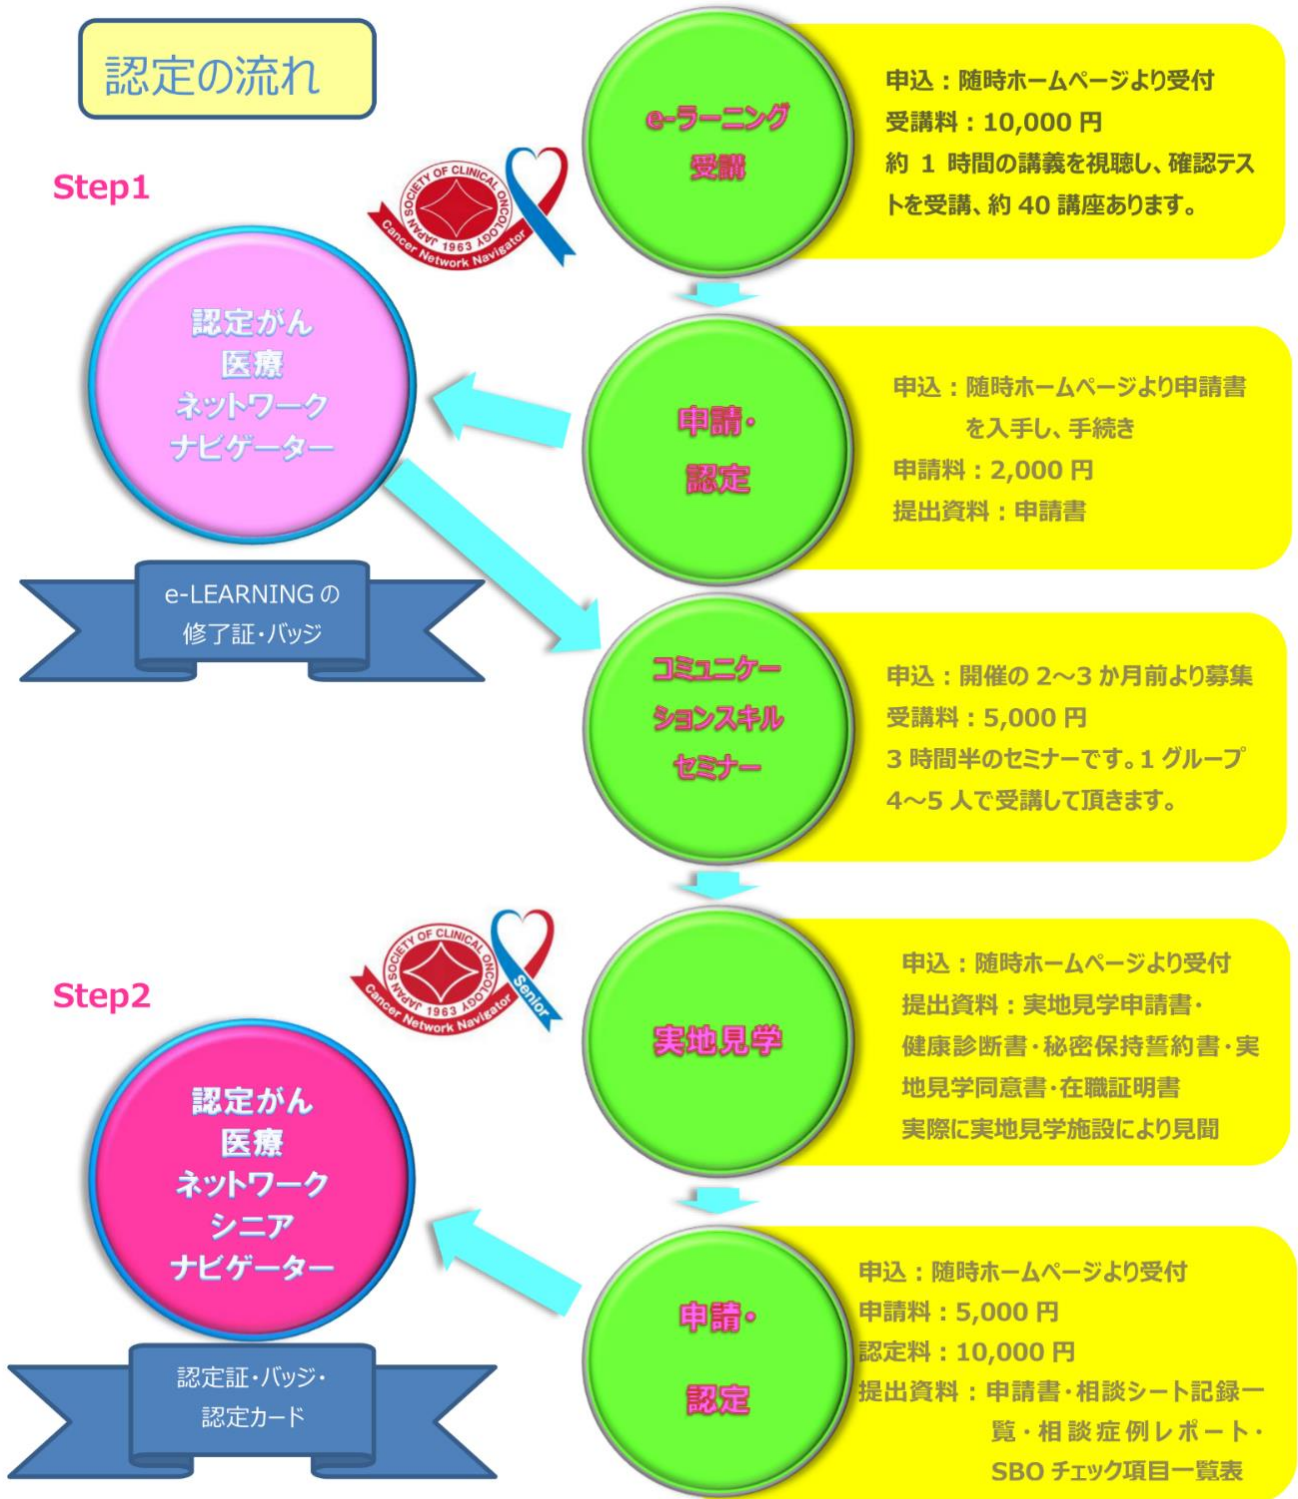 認定の流れ
Step1
JAPAN SOCIETY OF CLINICAL ONCOLOGY
1963
Cancer Network Navigator
e-ラーニング
受講
申込：随時ホームページより受付
受講料：10,000 円
約 1 時間の講義を視聴し、確認テス
トを受講、約 40 講座あります。
認定がん
医療
ネットワーク
ナビゲーター
e-LEARNING の
修了証・バッジ
申請・
認定
申込：随時ホームページより申請書
を入手し、手続き
申請料：2,000 円
提出資料：申請書
コミュニケー
ションスキル
セミナー
申込：開催の 2～3 か月前より募集
受講料：5,000 円
3 時間半のセミナーです。1 グループ
4～5 人で受講して頂きます。
Step2
JAPAN SOCIETY OF CLINICAL ONCOLOGY
1963
Cancer Network Navigator
Senior
実地見学
申込：随時ホームページより受付
提出資料：実地見学申請書・
健康診断書・秘密保持誓約書・実
地見学同意書・在職証明書
実際に実地見学施設により見聞
認定がん
医療
ネットワーク
シニア
ナビゲーター
認定証・バッジ・
認定カード
申請・
認定
申込：随時ホームページより受付
申請料：5,000 円
認定料：10,000 円
提出資料：申請書・相談シート記録一
覧・相談症例レポート・
SBO チェック項目一覧表